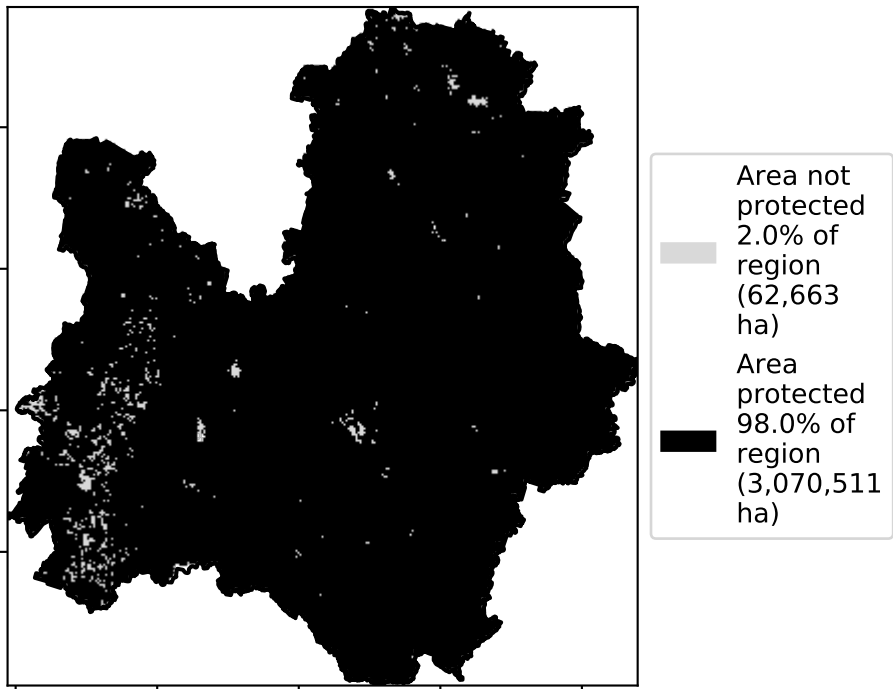 Area not
protected
2.0% of
region
(62,663
ha)
Area
protected
98.0% of
region
(3,070,511
ha)